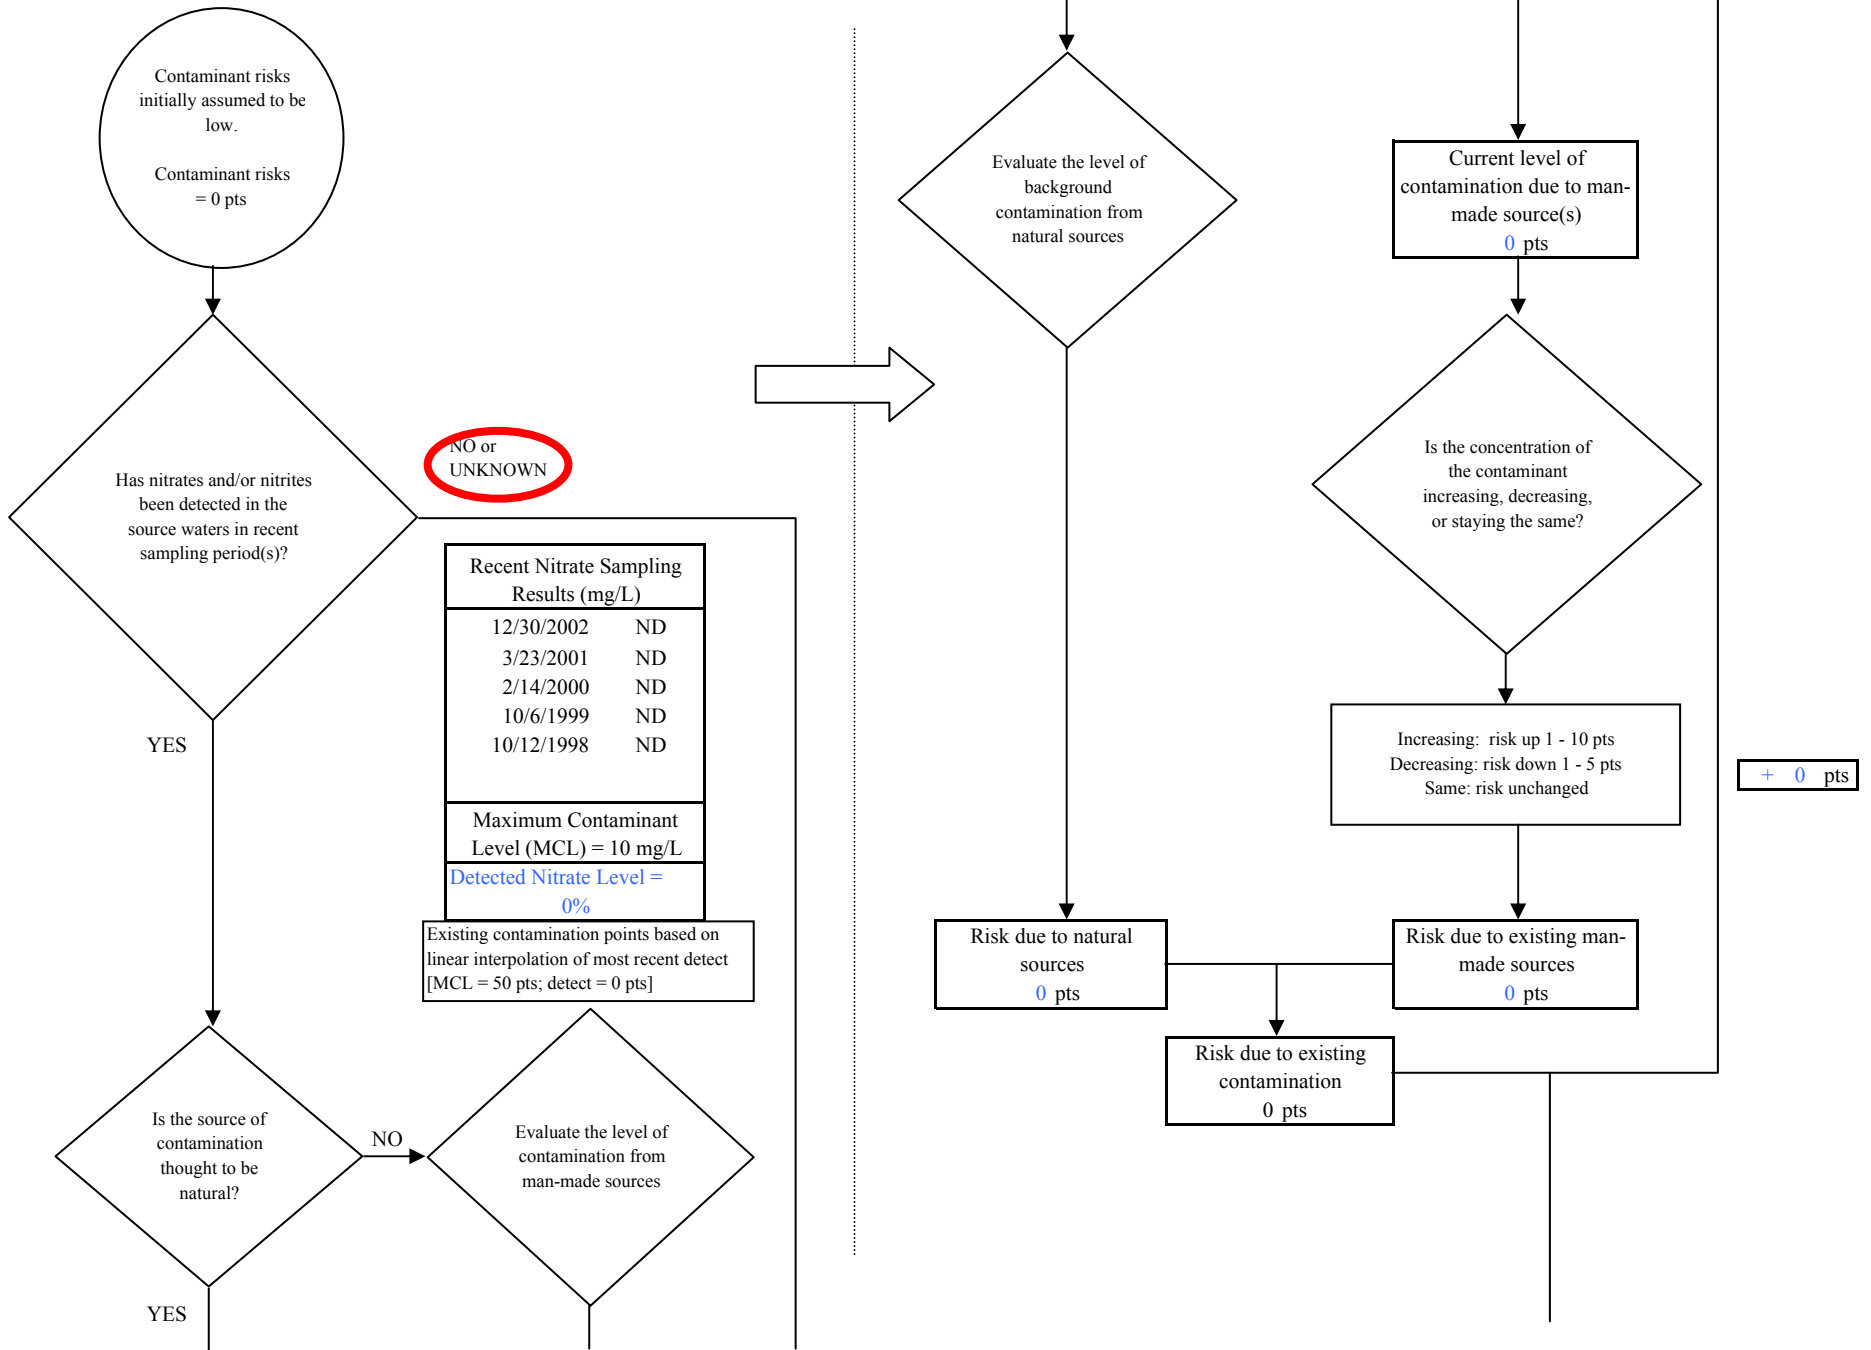 Contaminant risks
initially assumed to be
low.
Contaminant risks
= 0 pts
Has nitrates and/or nitrites
been detected in the
source waters in recent
sampling period(s)?
NO or
UNKNOWN
YES
Recent Nitrate Sampling
Results (mg/L)
12/30/2002 ND
3/23/2001 ND
2/14/2000 ND
10/6/1999 ND
10/12/1998 ND
Maximum Contaminant
Level (MCL) = 10 mg/L
Detected Nitrate Level =
0%
Existing contamination points based on
linear interpolation of most recent detect
[MCL = 50 pts; detect = 0 pts]
Is the source of
contamination
thought to be
natural?
NO
YES
Evaluate the level of
contamination from
man-made sources
Evaluate the level of
background
contamination from
natural sources
Current level of
contamination due to man-
made source(s)
0 pts
Is the concentration of
the contaminant
increasing, decreasing,
or staying the same?
Increasing: risk up 1 - 10 pts
Decreasing: risk down 1 - 5 pts
Same: risk unchanged
+ 0 pts
Risk due to natural
sources
0 pts
Risk due to existing man-
made sources
0 pts
Risk due to existing
contamination
0 pts